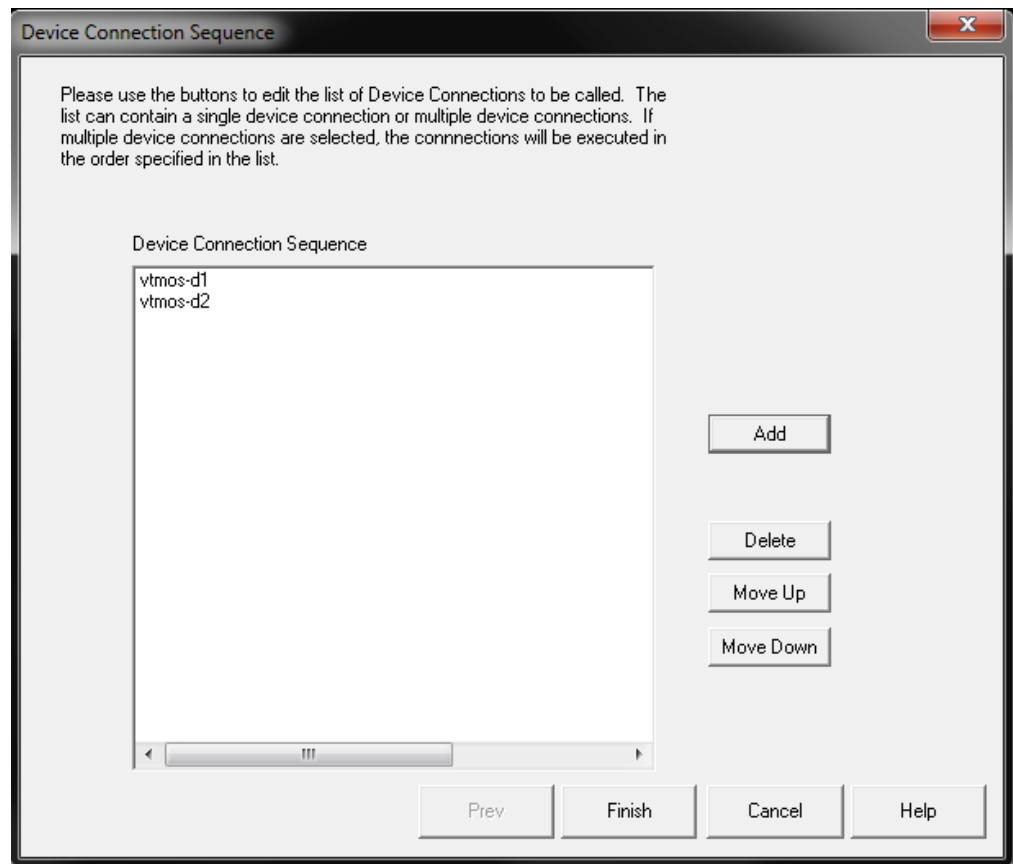 Device Connection Sequence
Please use the buttons to edit the list of Device Connections to be called. The
list can contain a single device connection or multiple device connections. If
multiple device connections are selected, the connnections will be executed in
the order specified in the list.
Device Connection Sequence
vtmos-d1
vtmos-d2
Add
Delete
Move Up
Move Down
Prev Finish Cancel Help